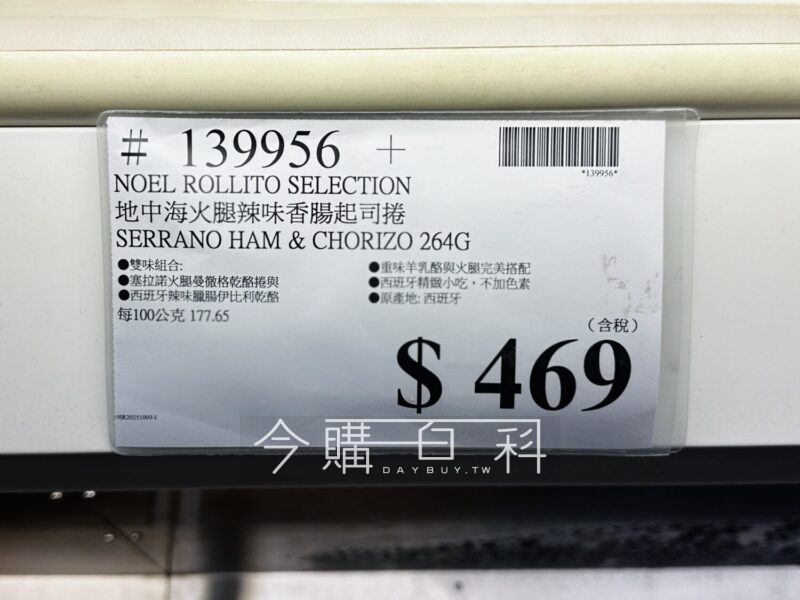 # 139956 +
*139956*
NOEL ROLLITO SELECTION
地中海火腿辣味香腸起司捲
SERRANO HAM & CHORIZO 264G
●雙味組合:
●塞拉諾火腿曼徹格乾酪捲與
●西班牙辣味臘腸伊比利乾酪
●重味羊乳酪與火腿完美搭配
●西班牙精緻小吃，不加色素
●原產地: 西班牙
每100公克 177.65
（含稅）
$ 469
今購百科
DAYBUY.TW